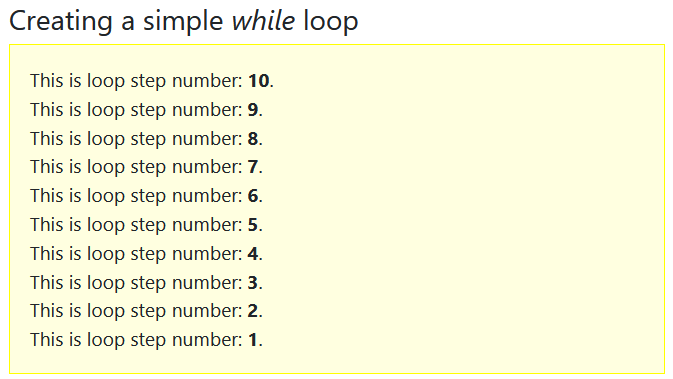 Creating a simple while loop
This is loop step number: 10.
This is loop step number: 9.
This is loop step number: 8.
This is loop step number: 7.
This is loop step number: 6.
This is loop step number: 5.
This is loop step number: 4.
This is loop step number: 3.
This is loop step number: 2.
This is loop step number: 1.